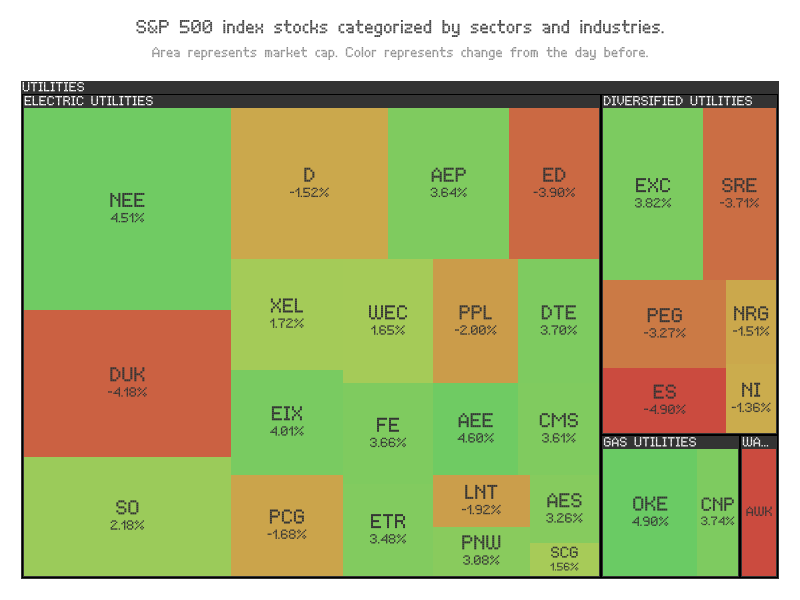 S&P 500 index stocks categorized by sectors and industries.
Area represents market cap. Color represents change from the day before.
UTILITIES
ELECTRIC UTILITIES
NEE
4.51%
DUK
-4.18%
SO
2.18%
D
-1.52%
AEP
3.64%
ED
-3.90%
XEL
1.72%
WEC
1.65%
PPL
-2.00%
DTE
3.70%
EIX
4.01%
FE
3.66%
AEE
4.60%
CMS
3.61%
PCG
-1.68%
ETR
3.48%
LNT
-1.92%
PNW
3.08%
AES
3.26%
SCG
1.56%
DIVERSIFIED UTILITIES
EXC
3.82%
SRE
-3.71%
PEG
-3.27%
NRG
-1.51%
ES
-4.90%
NI
-1.36%
GAS UTILITIES
OKE
4.90%
CNP
3.74%
WA...
AWK